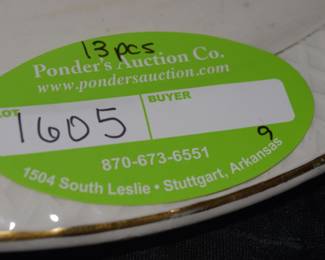 13 pcs
Ponder's Auction Co.
www.pondersauction.com
LOT
BUYER
1605
9
870-673-6551
1504 South Leslie • Stuttgart, Arkansas